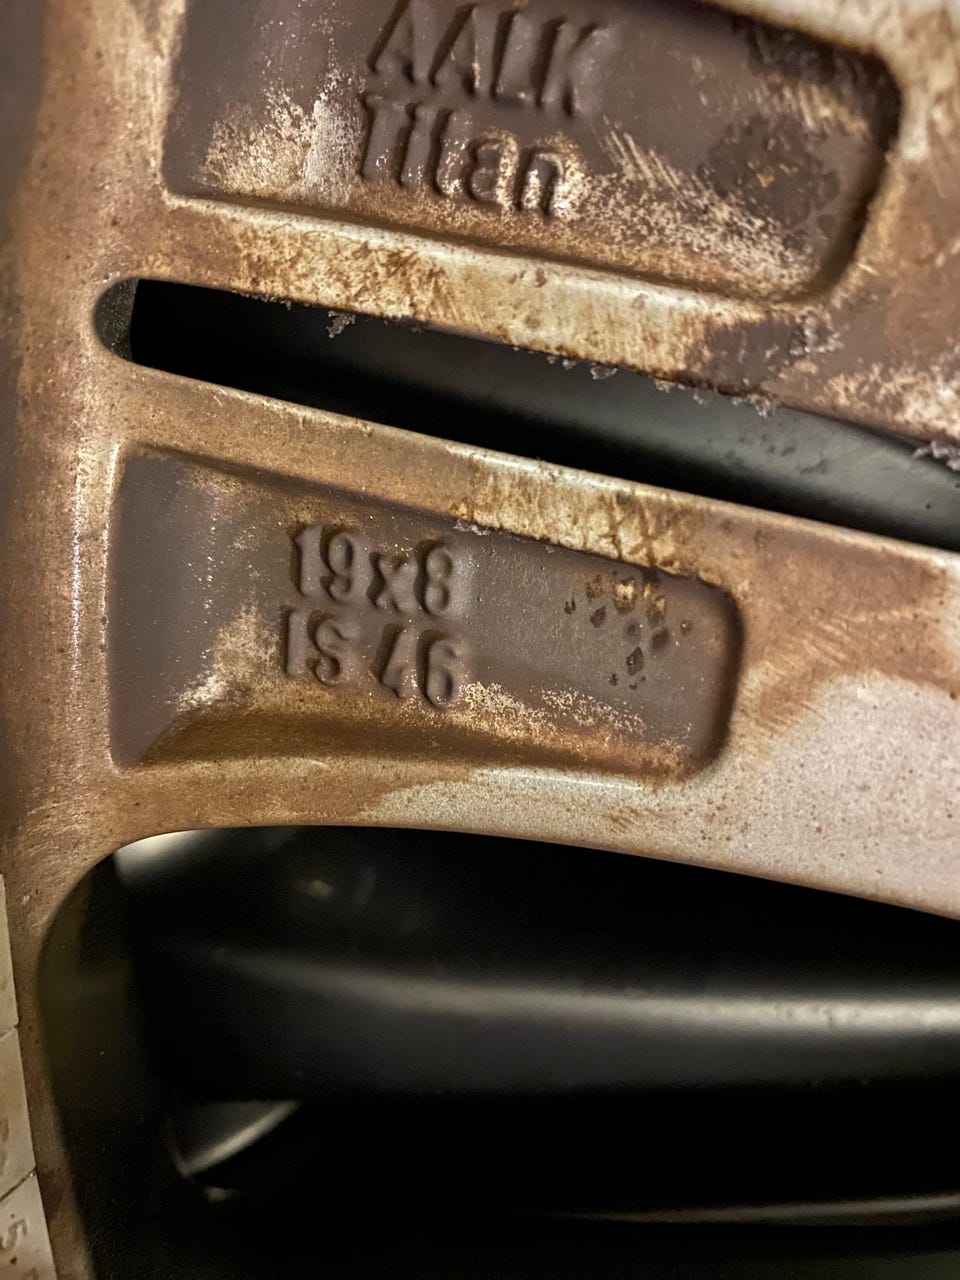 AALK
Titan
19x8
IS 46